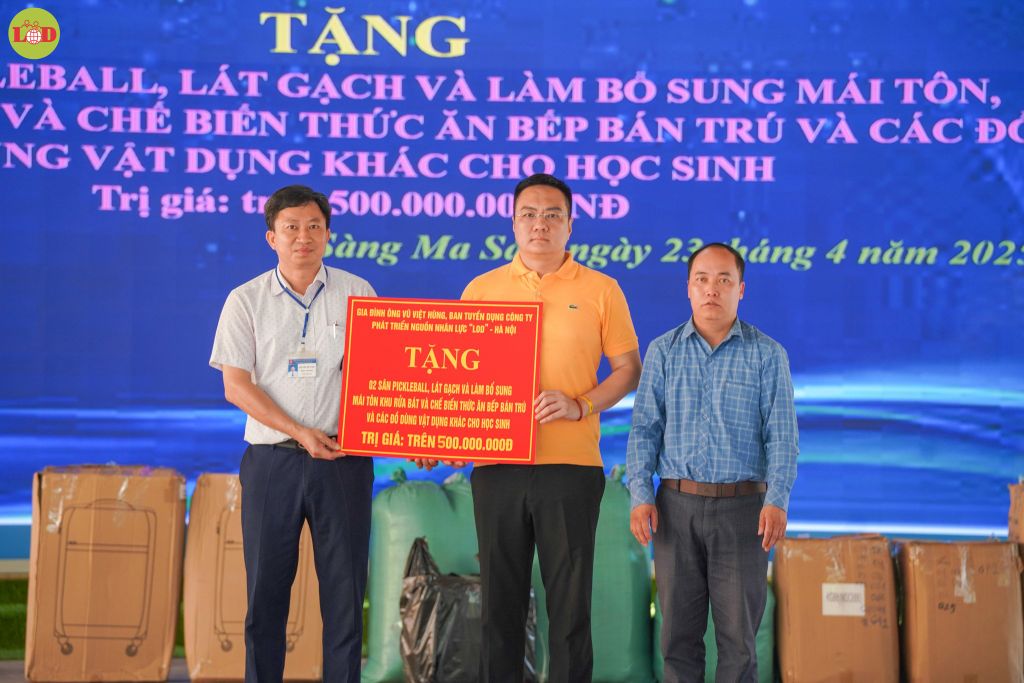 LOD
TẶNG
LEBALL, LÁT GẠCH VÀ LÀM BỔ SUNG MÁI TÔN,
VÀ CHẾ BIẾN THỨC ĂN BẾP BÁN TRÚ VÀ CÁC ĐỒ
NG VẬT DỤNG KHÁC CHO HỌC SINH
Trị giá: tr 500.000.00 NĐ
Sàng Ma Sá ngày 23 tháng 4 năm 202
GIA ĐÌNH ÔNG VŨ VIỆT HÙNG, BAN TUYỂN DỤNG CÔNG TY
PHÁT TRIỂN NGUỒN NHÂN LỰC "LOD" - HÀ NỘI
TẶNG
02 SÂN PICKLEBALL, LÁT GẠCH VÀ LÀM BỔ SUNG
MÁI TÔN KHU RỬA BÁT VÀ CHẾ BIẾN THỨC ĂN BẾP BÁN TRÚ
VÀ CÁC ĐỒ DÙNG VẬT DỤNG KHÁC CHO HỌC SINH
TRỊ GIÁ: TRÊN 500.000.000Đ